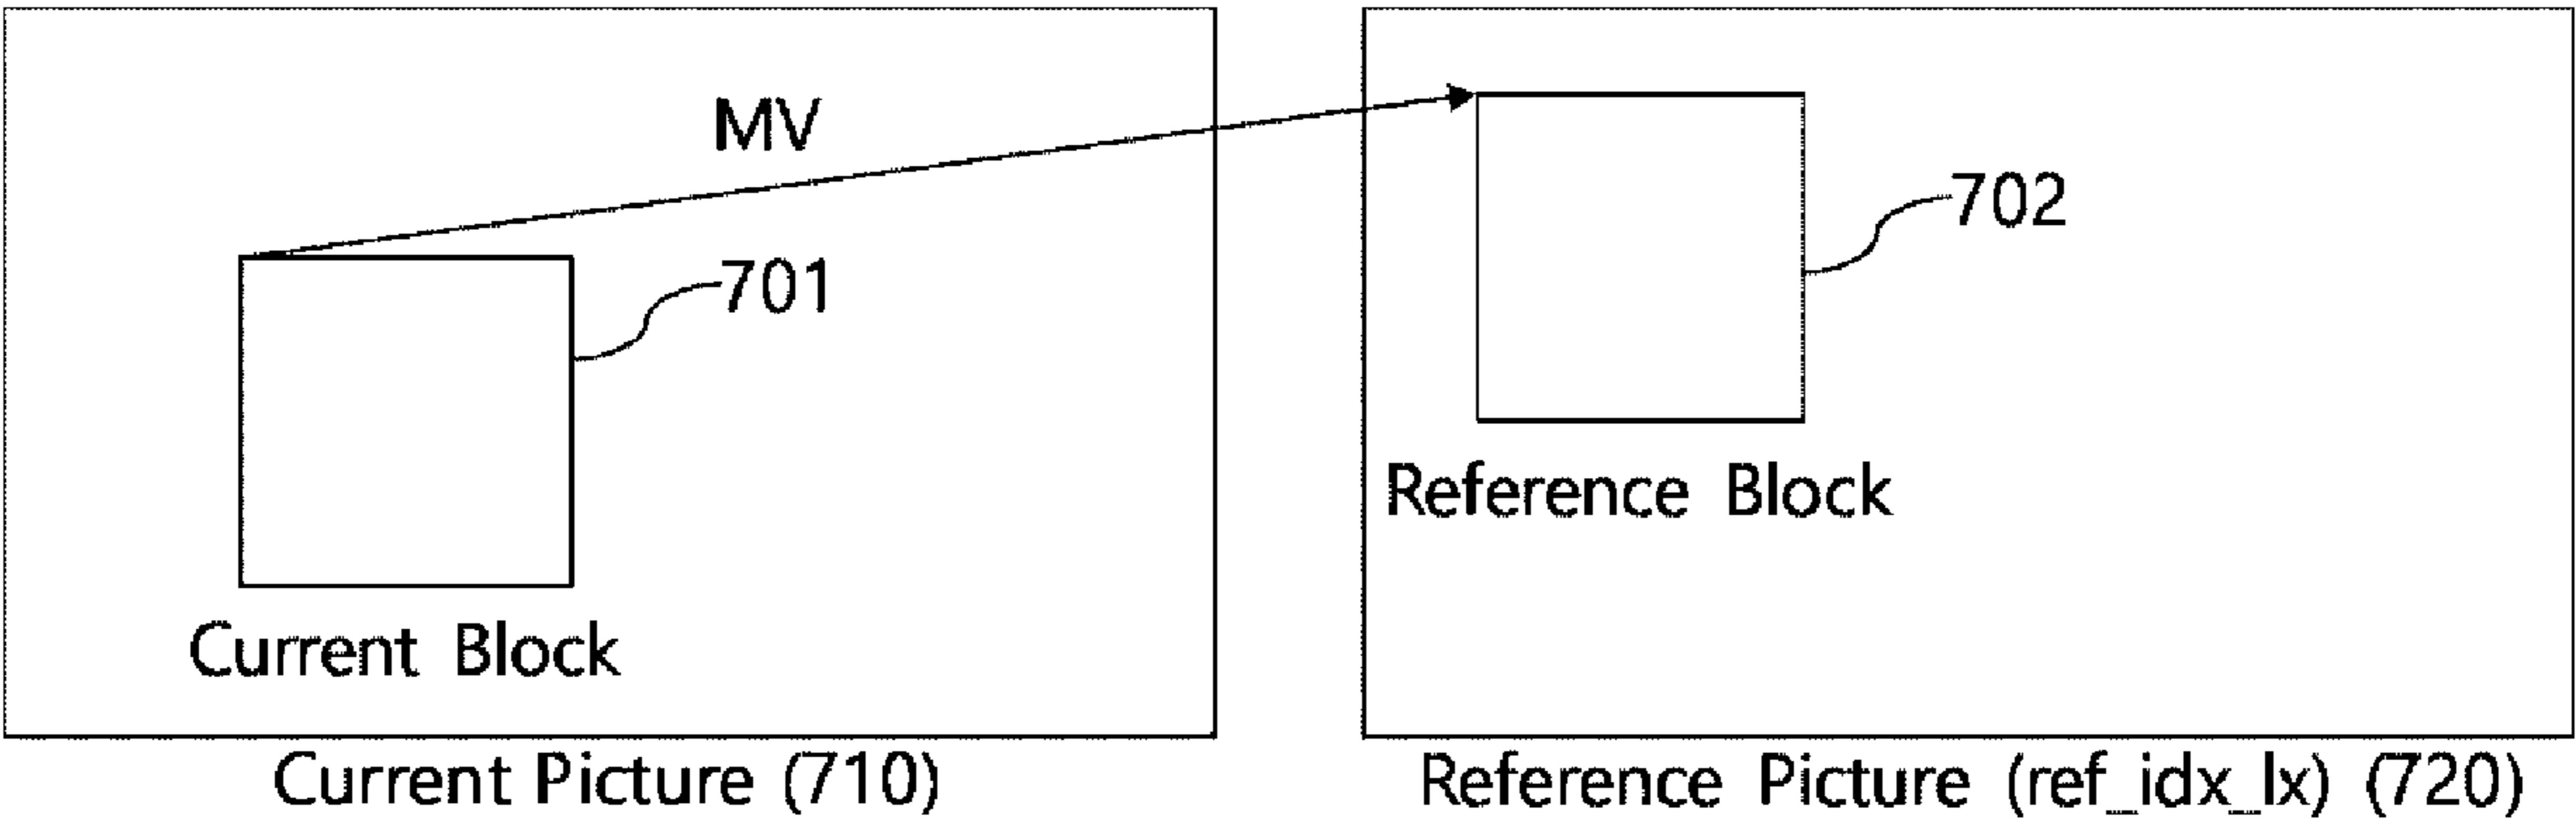 MV
702
701
Reference Block
Current Block
Current Picture (710)
Reference Picture (ref_idx_lx) (720)